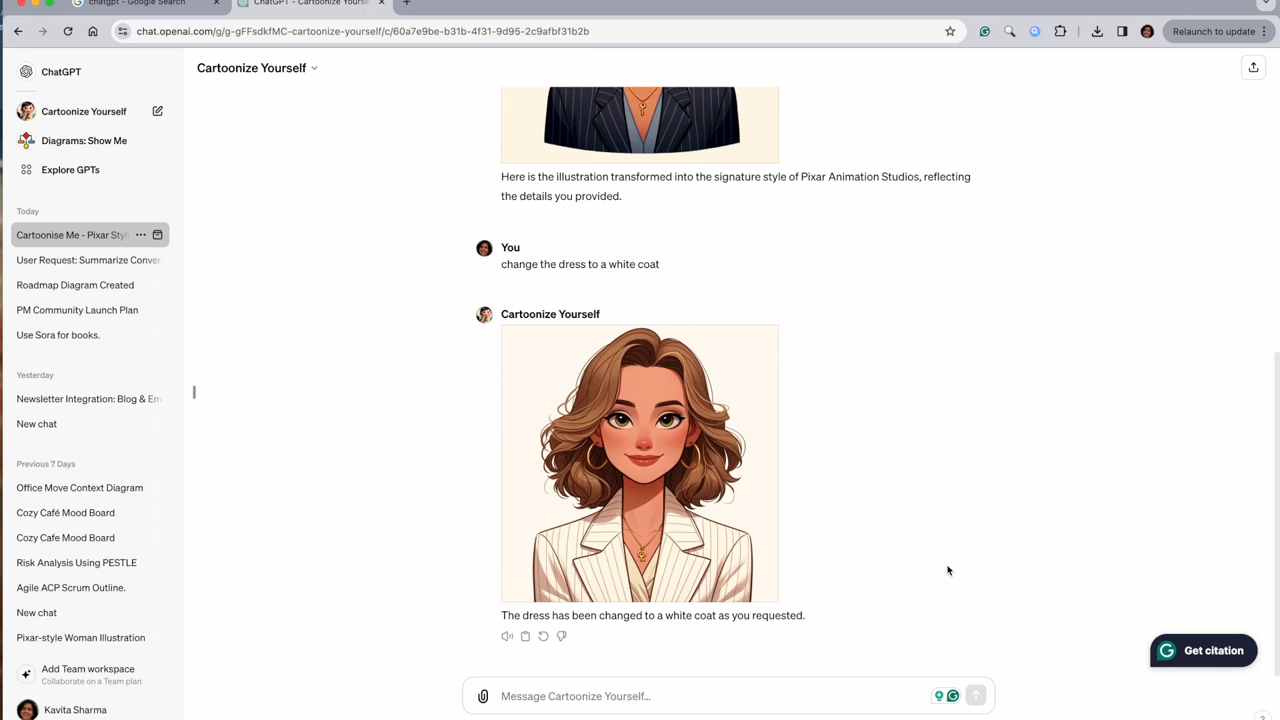 chatgpt - Google Search
ChatGPT - Cartoonize Yourse
chat.openai.com/g/g-gFFsdkfMC-cartoonize-yourself/c/60a7e9be-b31b-4f31-9d95-2c9afbf31b2b
Relaunch to update
ChatGPT
Cartoonize Yourself
Diagrams: Show Me
Explore GPTs
Today
Cartoonise Me - Pixar Styl
User Request: Summarize Conver
Roadmap Diagram Created
PM Community Launch Plan
Use Sora for books.
Yesterday
Newsletter Integration: Blog & Em
New chat
Previous 7 Days
Office Move Context Diagram
Cozy Café Mood Board
Cozy Cafe Mood Board
Risk Analysis Using PESTLE
Agile ACP Scrum Outline.
New chat
Pixar-style Woman Illustration
Add Team workspace
Collaborate on a Team plan
Kavita Sharma
Cartoonize Yourself
Here is the illustration transformed into the signature style of Pixar Animation Studios, reflecting
the details you provided.
You
change the dress to a white coat
Cartoonize Yourself
The dress has been changed to a white coat as you requested.
Get citation
Message Cartoonize Yourself...